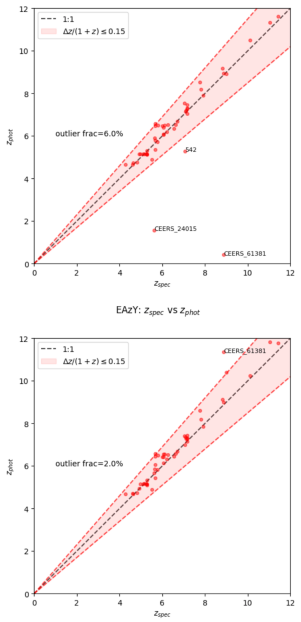 12
10
8
6
4
2
0
z_phot
1:1
Δz/(1 + z) ≤ 0.15
outlier frac=6.0%
542
CEERS_24015
CEERS_61381
0 2 4 6 8 10 12
z_spec
EAzY: z_spec vs z_phot
12
10
8
6
4
2
0
z_phot
1:1
Δz/(1 + z) ≤ 0.15
CEERS_61381
outlier frac=2.0%
0 2 4 6 8 10 12
z_spec